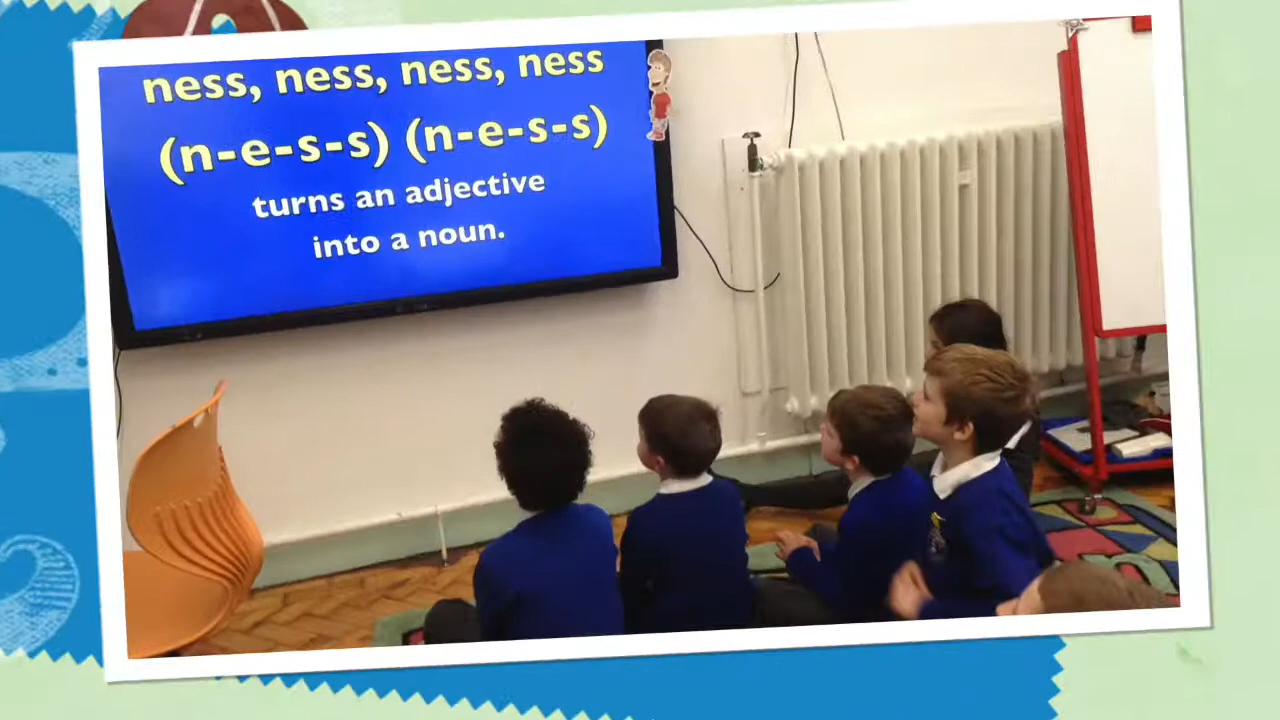 ness, ness, ness, ness
(n-e-s-s) (n-e-s-s)
turns an adjective
into a noun.